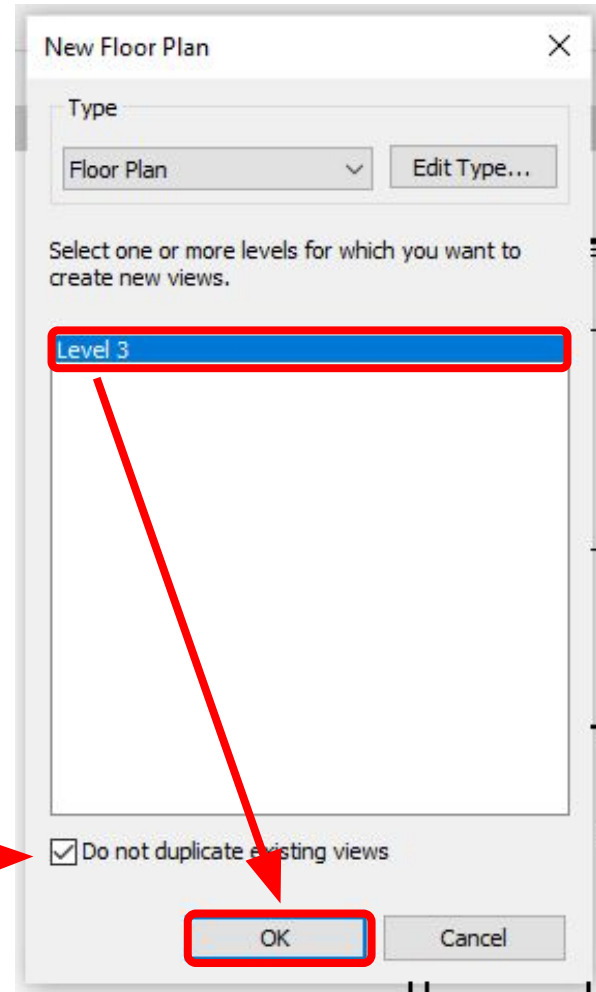 New Floor Plan
Type
Floor Plan
Edit Type...
Select one or more levels for which you want to
create new views.
Level 3
Do not duplicate existing views
OK
Cancel